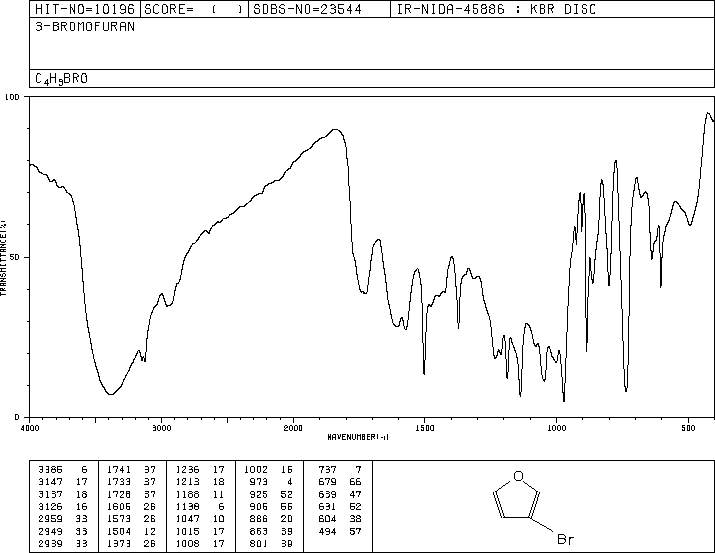 HIT-NO=10196 SCORE= ( ) SDBS-NO=23544 IR-NIDA-45886 : KBR DISC
3-BROMOFURAN
C4H3BRO
100
50
0
TRANSMITTANCE(%)
4000 3000 2000 1500 1000 500
WAVENUMBER(-1)
3386 6 1741 37 1236 17 1002 16 737 7
3147 17 1733 37 1213 18 973 4 679 66
3137 18 1728 37 1188 11 925 52 639 47
3126 16 1606 26 1138 6 906 55 631 52
2959 33 1573 26 1047 10 886 20 604 38
2949 33 1504 12 1015 17 863 39 494 57
2939 33 1373 26 1008 17 801 39
O
Br